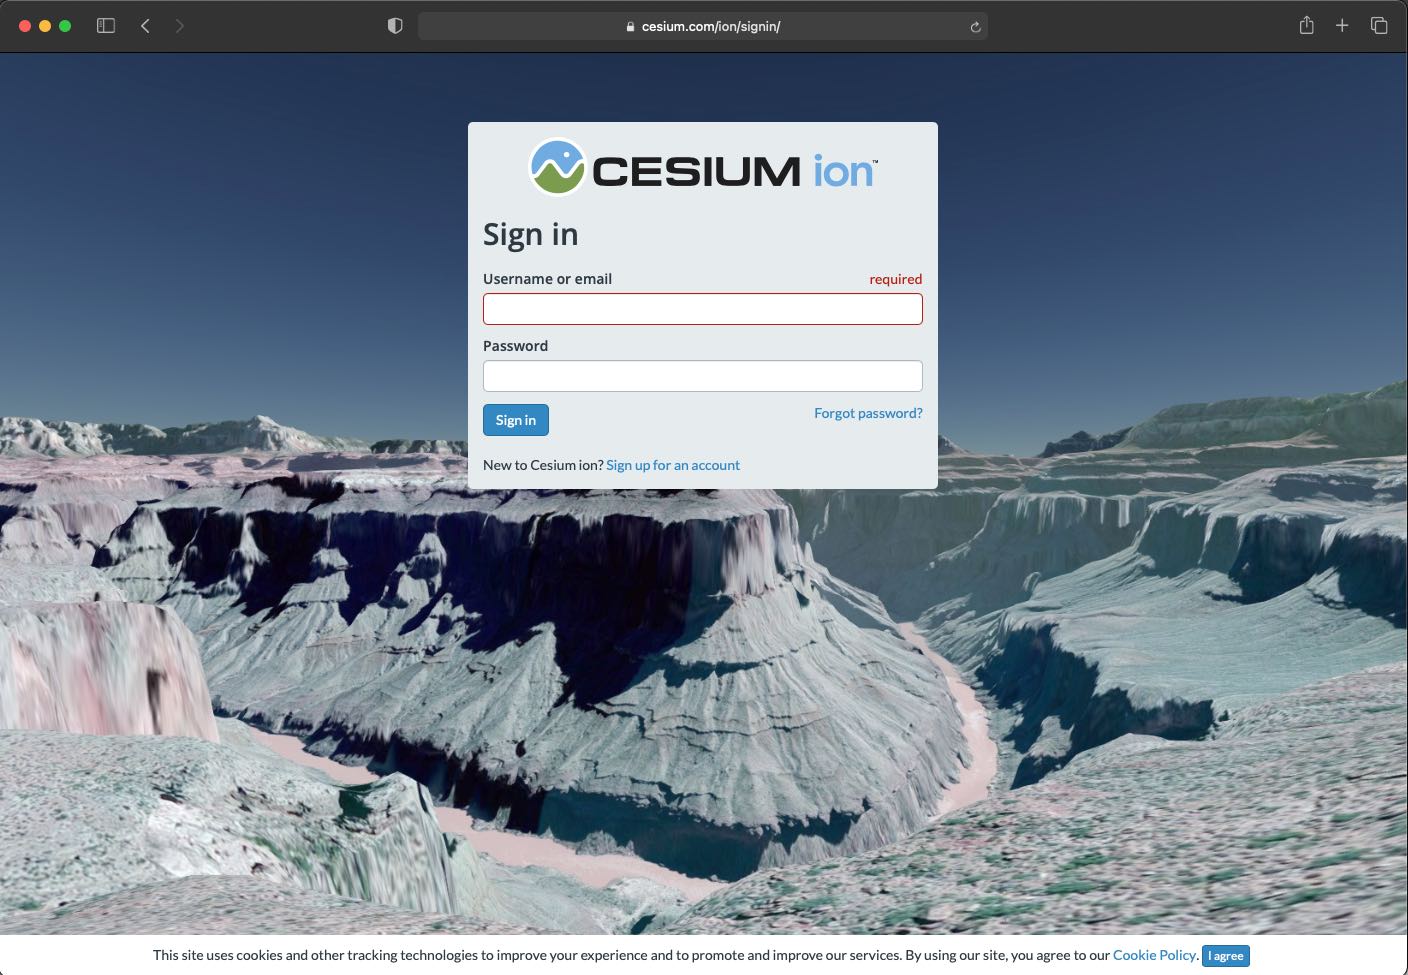 cesium.com/ion/signin/
CESIUM ion™
Sign in
Username or email required
Password
Sign in Forgot password?
New to Cesium ion? Sign up for an account
This site uses cookies and other tracking technologies to improve your experience and to promote and improve our services. By using our site, you agree to our Cookie Policy. I agree